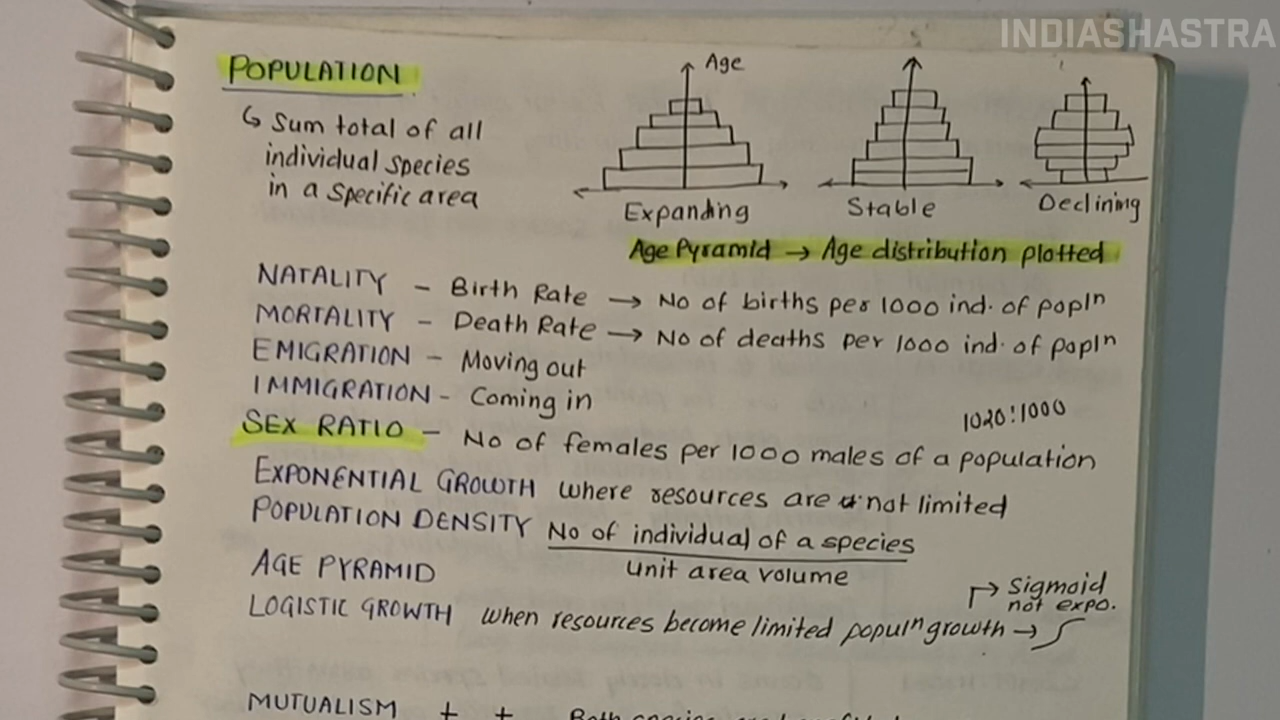 INDIASHASTRA
POPULATION
↳ Sum total of all
individual species
in a specific area
Age
Expanding
Stable
Declining
Age Pyramid → Age distribution plotted
NATALITY - Birth Rate → No of births per 1000 ind. of popln
MORTALITY - Death Rate → No of deaths per 1000 ind. of popln
EMIGRATION - Moving out
IMMIGRATION - Coming in
1020:1000
SEX RATIO - No of females per 1000 males of a population
EXPONENTIAL GROWTH where resources are not limited
POPULATION DENSITY No of individual of a species
unit area volume
AGE PYRAMID
→ Sigmoid
not expo.
LOGISTIC GROWTH when resources become limited populn growth →
MUTUALISM + +